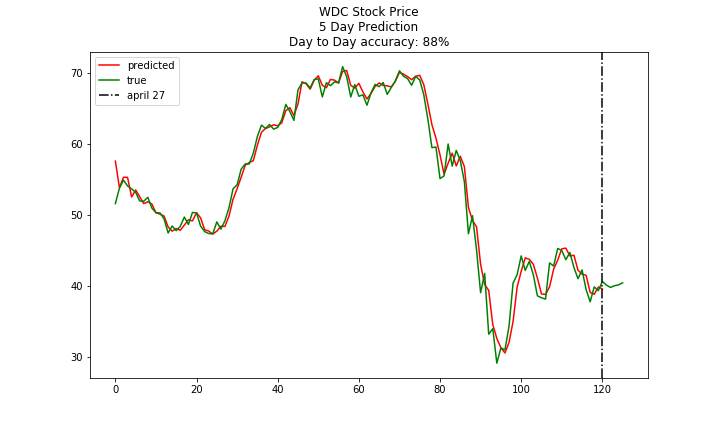 WDC Stock Price
5 Day Prediction
Day to Day accuracy: 88%
predicted
true
april 27
70
60
50
40
30
0 20 40 60 80 100 120